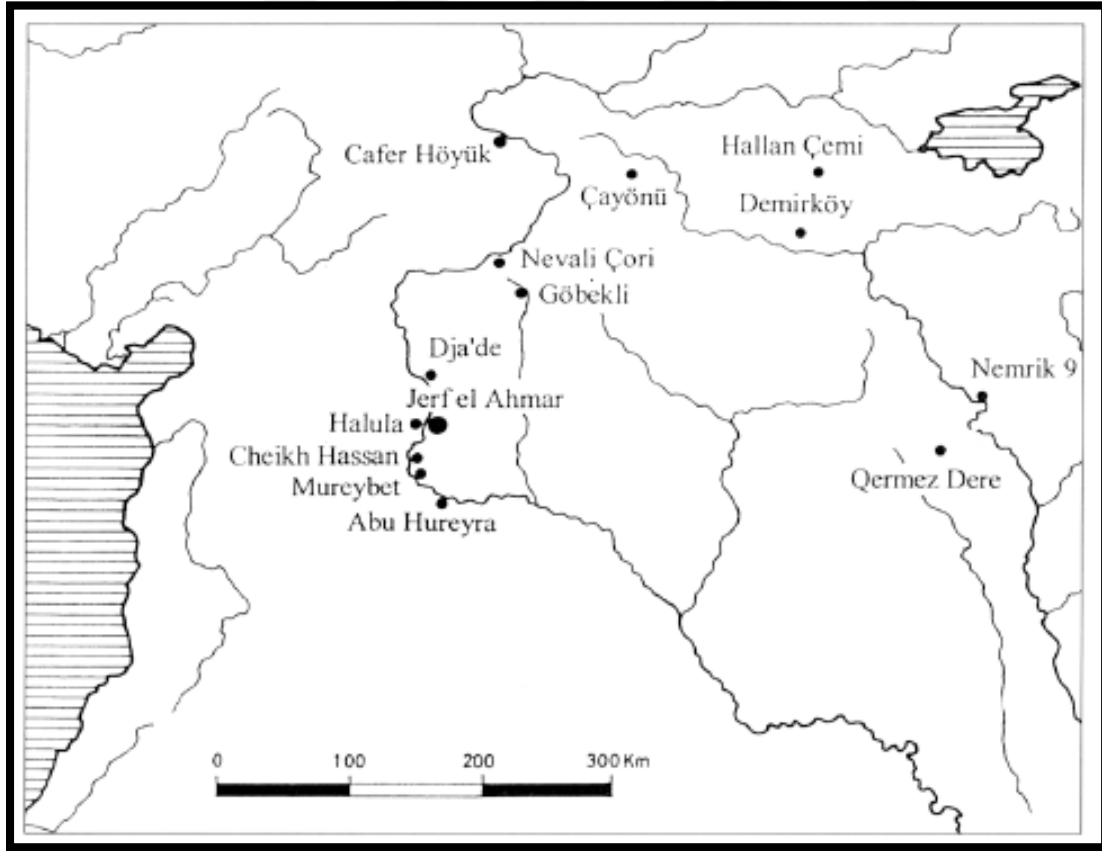 Cafer Höyük
Hallan Çemi
Çayönü
Demirköy
Nevali Çori
Göbekli
Dja'de
Nemrik 9
Jerf el Ahmar
Halula
Cheikh Hassan
Qermez Dere
Mureybet
Abu Hureyra
0 100 200 300 Km